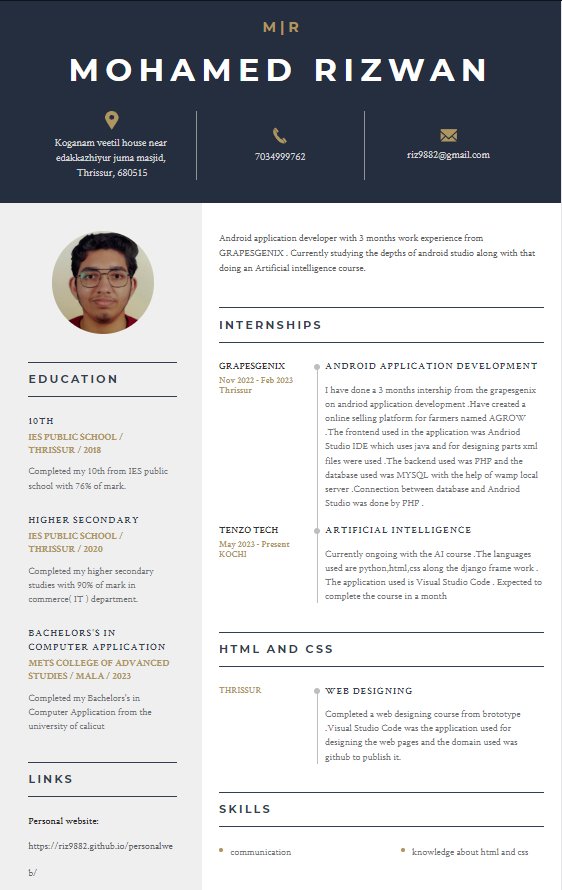 M|R
MOHAMED RIZWAN
Koganam veetil house near
edakkazhiyur juma masjid,
Thrissur, 680515
7034999762
riz9882@gmail.com
EDUCATION
10TH
IES PUBLIC SCHOOL /
THRISSUR / 2018
Completed my 10th from IES public
school with 76% of mark.
HIGHER SECONDARY
IES PUBLIC SCHOOL /
THRISSUR / 2020
Completed my higher secondary
studies with 90% of mark in
commerce( IT ) department.
BACHELORS'S IN
COMPUTER APPLICATION
METS COLLEGE OF ADVANCED
STUDIES / MALA / 2023
Completed my Bachelors's in
Computer Application from the
university of calicut
LINKS
Personal website:
https://riz9882.github.io/personalwe
b/
Android application developer with 3 months work experience from
GRAPESGENIX . Currently studying the depths of android studio along with that
doing an Artificial intelligence course.
INTERNSHIPS
GRAPESGENIX
Nov 2022 - Feb 2023
Thrissur
ANDROID APPLICATION DEVELOPMENT
I have done a 3 months intership from the grapesgenix
on andriod application development .Have created a
online selling platform for farmers named AGROW
.The frontend used in the application was Andriod
Studio IDE which uses java and for designing parts xml
files were used .The backend used was PHP and the
database used was MYSQL with the help of wamp local
server .Connection between database and Andriod
Studio was done by PHP .
TENZO TECH
May 2023 - Present
KOCHI
ARTIFICIAL INTELLIGENCE
Currently ongoing with the AI course .The languages
used are python,html,css along the django frame work .
The application used is Visual Studio Code . Expected to
complete the course in a month
HTML AND CSS
THRISSUR
WEB DESIGNING
Completed a web designing course from brototype
.Visual Studio Code was the application used for
designing the web pages and the domain used was
github to publish it.
SKILLS
communication
knowledge about html and css